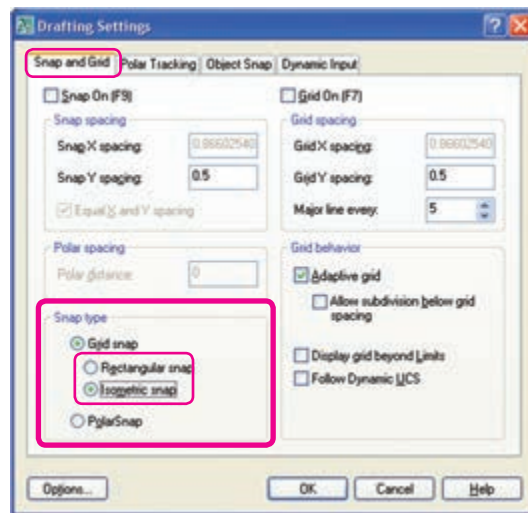 Drafting Settings
Snap and Grid Polar Tracking Object Snap Dynamic Input
Snap On (F9)
Snap spacing
Snap X spacing: 0.86602540
Snap Y spacing: 0.5
Equal X and Y spacing
Polar spacing
Polar distance: 0
Snap type
Grid snap
Rectangular snap
Isometric snap
PolarSnap
Grid On (F7)
Grid spacing
Grid X spacing: 0.86602540
Grid Y spacing: 0.5
Major line every: 5
Grid behavior
Adaptive grid
Allow subdivision below grid
spacing
Display grid beyond Limits
Follow Dynamic UCS
Options... OK Cancel Help